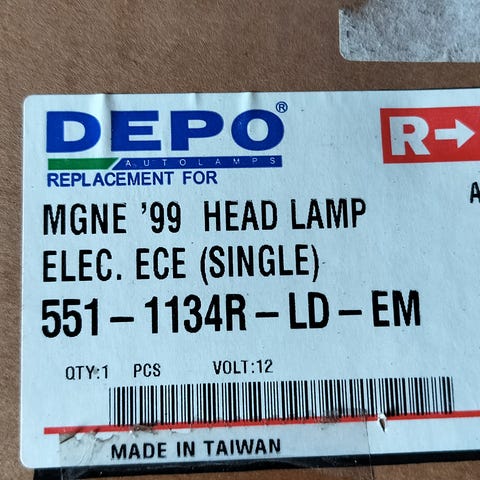 DEPO®
AUTOLAMPS
REPLACEMENT FOR
R→
A
MGNE '99 HEAD LAMP
ELEC. ECE (SINGLE)
551-1134R-LD-EM
QTY:1 PCS VOLT:12
MADE IN TAIWAN